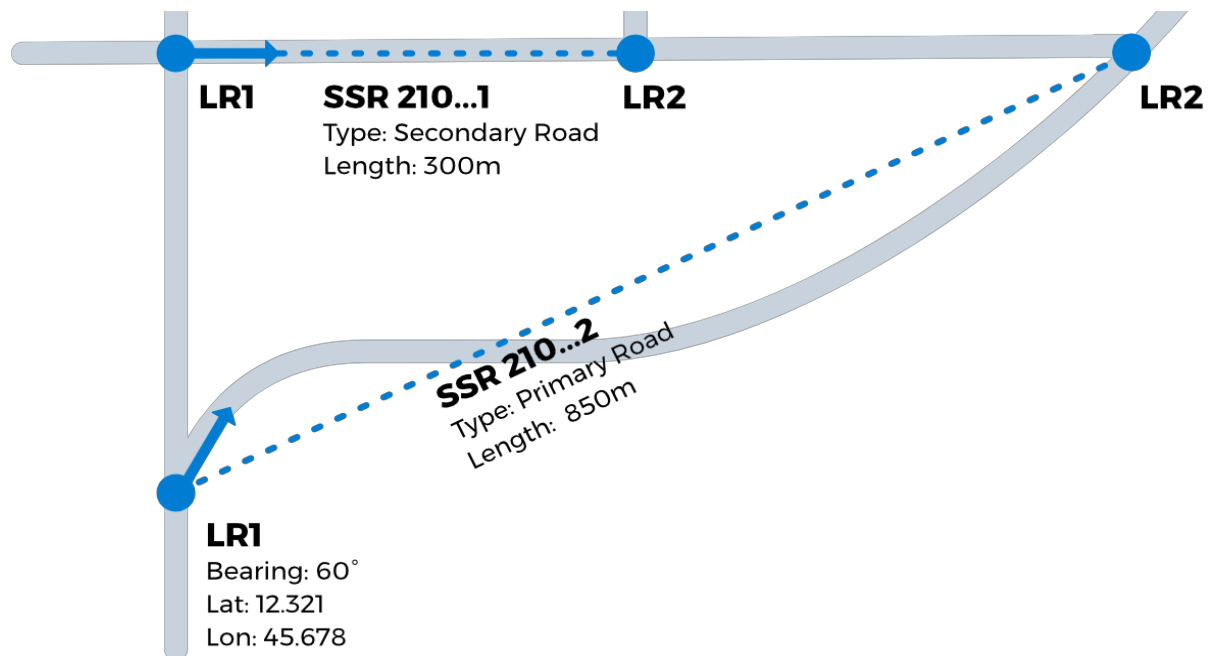 LR1
SSR 210...1
Type: Secondary Road
Length: 300m
LR2
LR2
SSR 210...2
Type: Primary Road
Length: 850m
LR1
Bearing: 60°
Lat: 12.321
Lon: 45.678